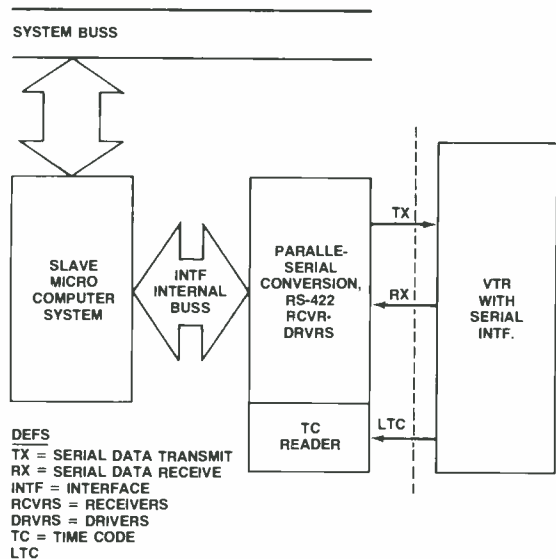 SYSTEM BUSS
SLAVE
MICRO
COMPUTER
SYSTEM
INTF
INTERNAL
BUSS
PARALLE-
SERIAL
CONVERSION,
RS-422
RCVR-
DRVRS
TC
READER
TX
RX
LTC
VTR
WITH
SERIAL
INTF.
DEFS
TX = SERIAL DATA TRANSMIT
RX = SERIAL DATA RECEIVE
INTF = INTERFACE
RCVRS = RECEIVERS
DRVRS = DRIVERS
TC = TIME CODE
LTC